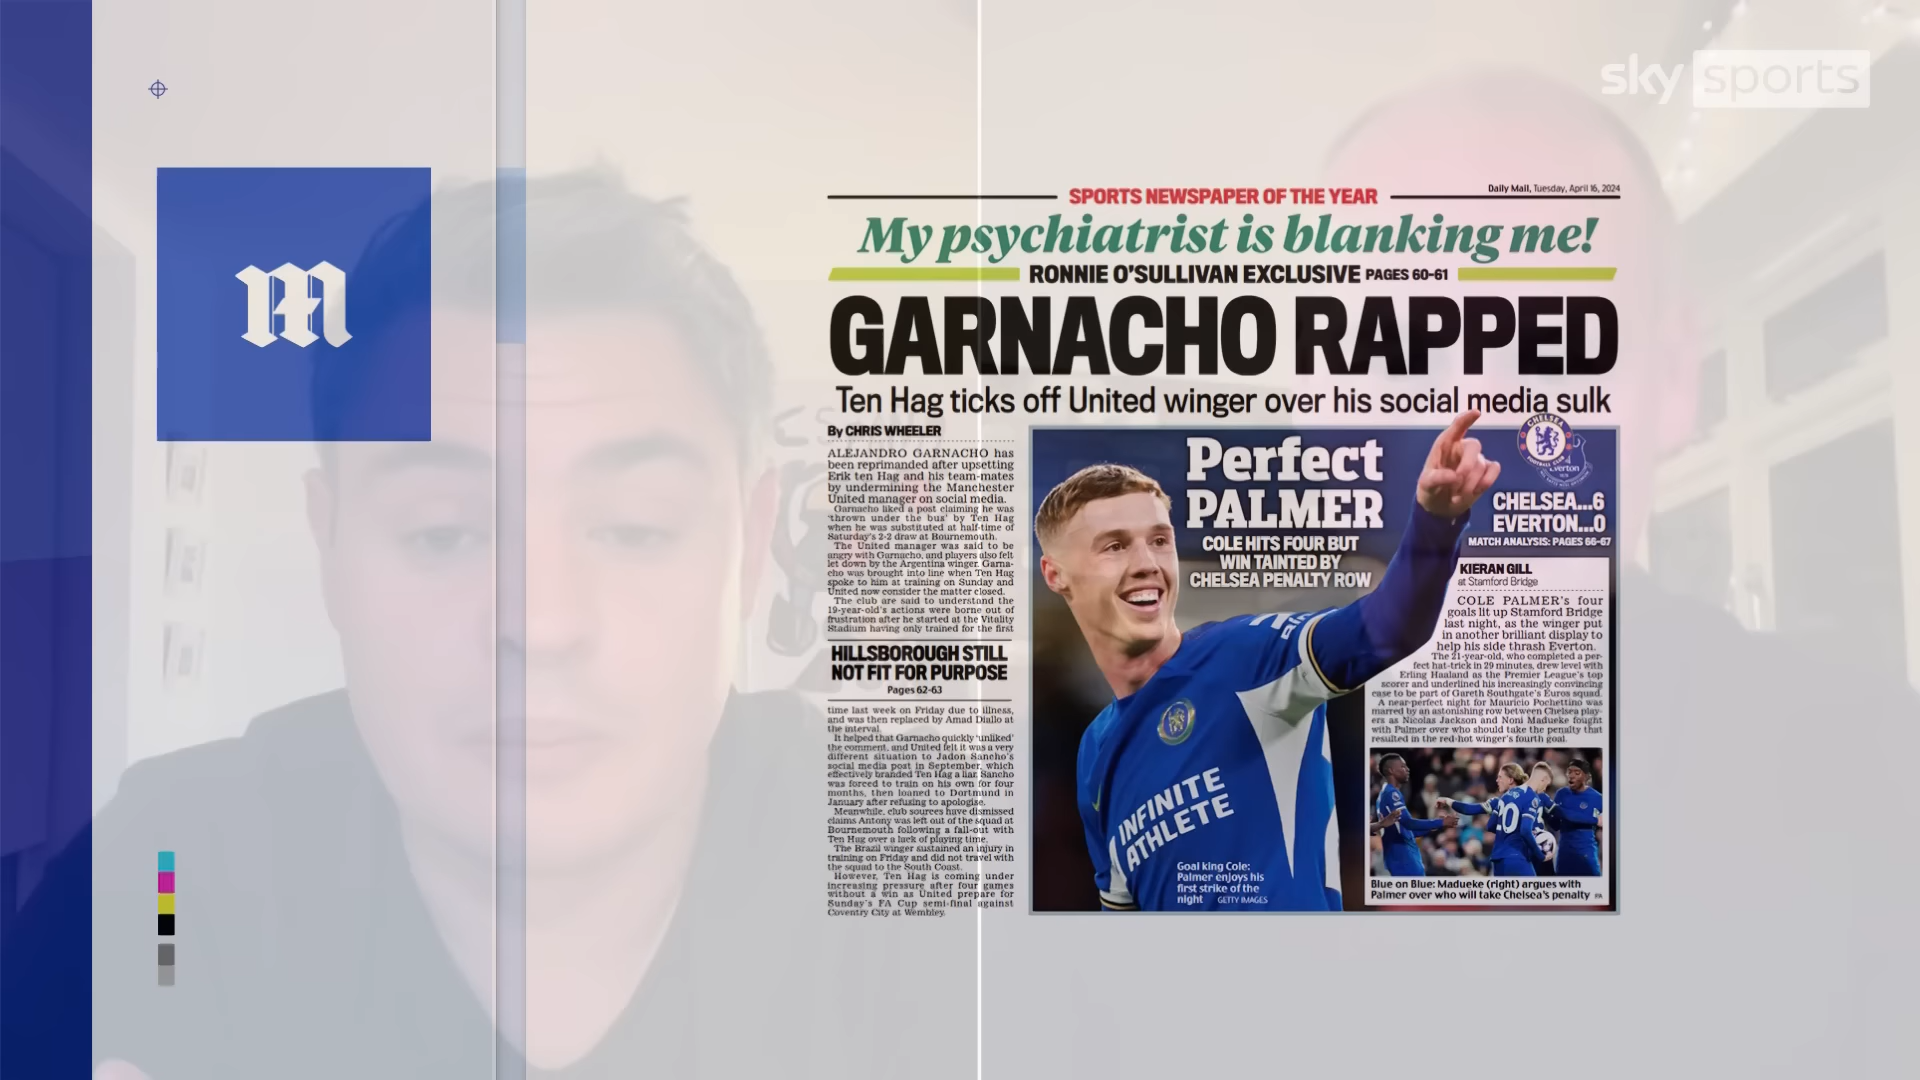 sky sports
Daily Mail, Tuesday, April 16, 2024
SPORTS NEWSPAPER OF THE YEAR
My psychiatrist is blanking me!
RONNIE O'SULLIVAN EXCLUSIVE PAGES 60-61
GARNACHO RAPPED
Ten Hag ticks off United winger over his social media sulk
By CHRIS WHEELER
ALEJANDRO GARNACHO has
been reprimanded after upsetting
Erik ten Hag and his team-mates
by undermining the Manchester
United manager on social media.
Garnacho liked a post claiming he was
'thrown under the bus' by Ten Hag
when he was substituted at half-time of
Saturday's 2-2 draw at Bournemouth.
The United manager was said to be
angry with Garnacho, and players also felt
let down by the Argentina winger. Garna-
cho was brought into line when Ten Hag
spoke to him at training on Sunday and
United now consider the matter closed.
The club are said to understand the
19-year-old's actions were borne out of
frustration after he started at the Vitality
Stadium having only trained for the first
HILLSBOROUGH STILL
NOT FIT FOR PURPOSE
Pages 62-63
time last week on Friday due to illness,
and was then replaced by Amad Diallo at
the interval.
It helped that Garnacho quickly 'unliked'
the comment, and United felt it was a very
different situation to Jadon Sancho's
social media post in September, which
effectively branded Ten Hag a liar. Sancho
was forced to train on his own for four
months, then loaned to Dortmund in
January after refusing to apologise.
Meanwhile, club sources have dismissed
claims Antony was left out of the squad at
Bournemouth following a fall-out with
Ten Hag over a lack of playing time.
The Brazil winger sustained an injury in
training on Friday and did not travel with
the squad to the South Coast.
However, Ten Hag is coming under
increasing pressure after four games
without a win as United prepare for
Sunday's FA Cup semi-final against
Coventry City at Wembley.
Perfect
PALMER
COLE HITS FOUR BUT
WIN TAINTED BY
CHELSEA PENALTY ROW
CHELSEA
FOOTBALL CLUB
Everton
CHELSEA...6
EVERTON...0
MATCH ANALYSIS: PAGES 66-67
KIERAN GILL
at Stamford Bridge
COLE PALMER's four
goals lit up Stamford Bridge
last night, as the winger put
in another brilliant display to
help his side thrash Everton.
The 21-year-old, who completed a per-
fect hat-trick in 29 minutes, drew level with
Erling Haaland as the Premier League's top
scorer and underlined his increasingly convincing
case to be part of Gareth Southgate's Euros squad.
A near-perfect night for Mauricio Pochettino was
marred by an astonishing row between Chelsea play-
ers as Nicolas Jackson and Noni Madueke fought
with Palmer over who should take the penalty that
resulted in the red-hot winger's fourth goal.
INFINITE
ATHLETE
20
Goal king Cole:
Palmer enjoys his
first strike of the
night GETTY IMAGES
Blue on Blue: Madueke (right) argues with
Palmer over who will take Chelsea's penalty PA